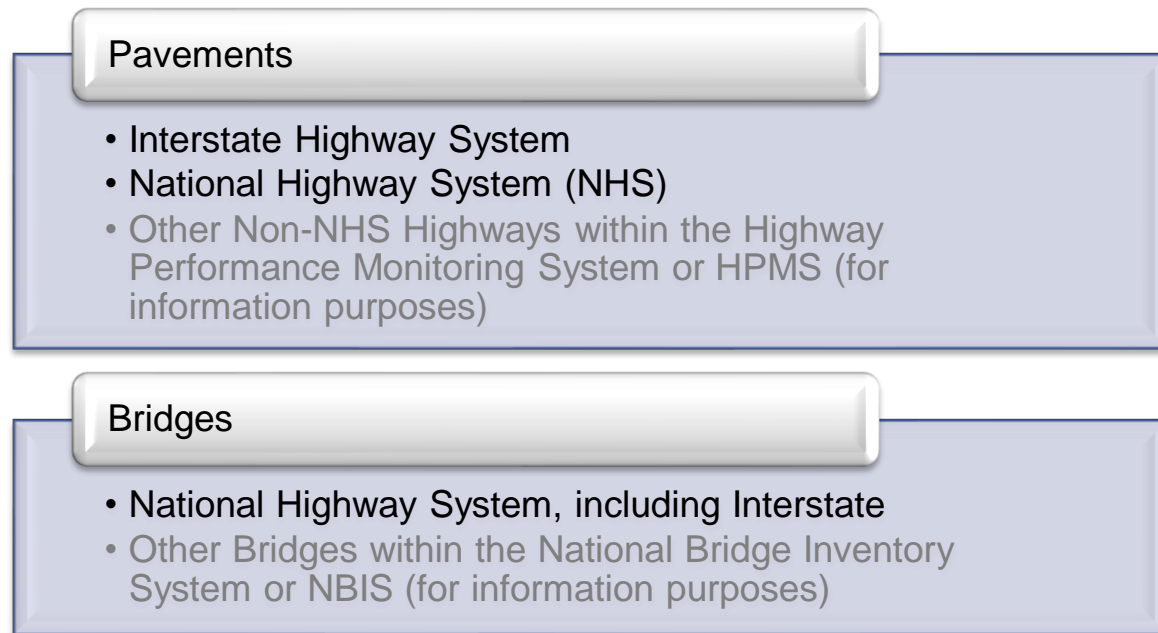 Pavements
• Interstate Highway System
• National Highway System (NHS)
• Other Non-NHS Highways within the Highway
Performance Monitoring System or HPMS (for
information purposes)
Bridges
• National Highway System, including Interstate
• Other Bridges within the National Bridge Inventory
System or NBIS (for information purposes)